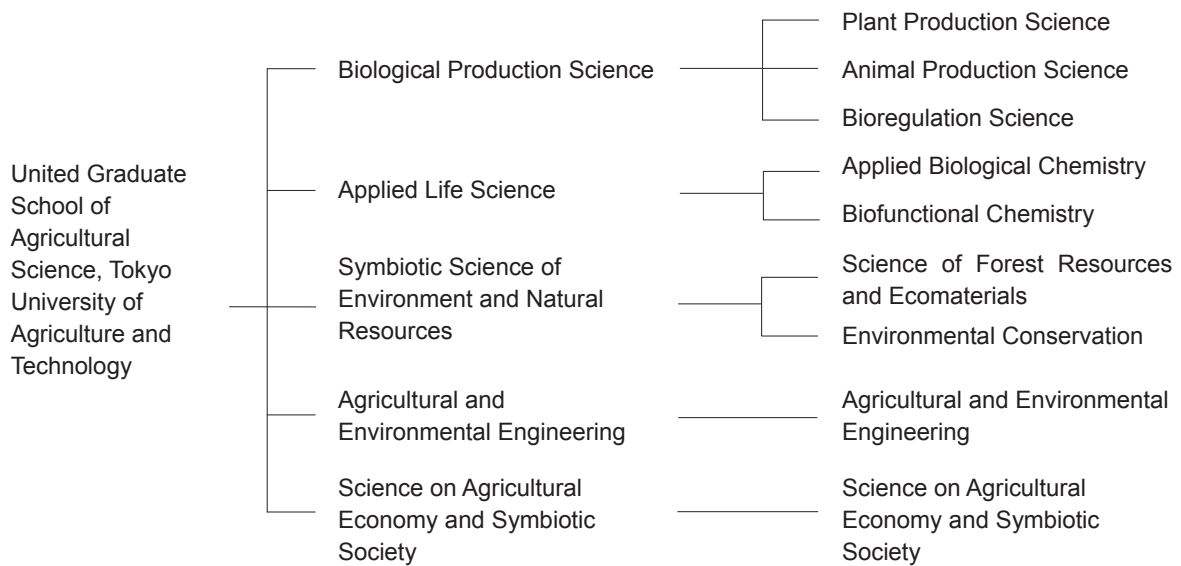 United Graduate
School of
Agricultural
Science, Tokyo
University of
Agriculture and
Technology
Biological Production Science
Plant Production Science
Animal Production Science
Bioregulation Science
Applied Life Science
Applied Biological Chemistry
Biofunctional Chemistry
Symbiotic Science of
Environment and Natural
Resources
Science of Forest Resources
and Ecomaterials
Environmental Conservation
Agricultural and
Environmental Engineering
Agricultural and Environmental
Engineering
Science on Agricultural
Economy and Symbiotic
Society
Science on Agricultural
Economy and Symbiotic
Society